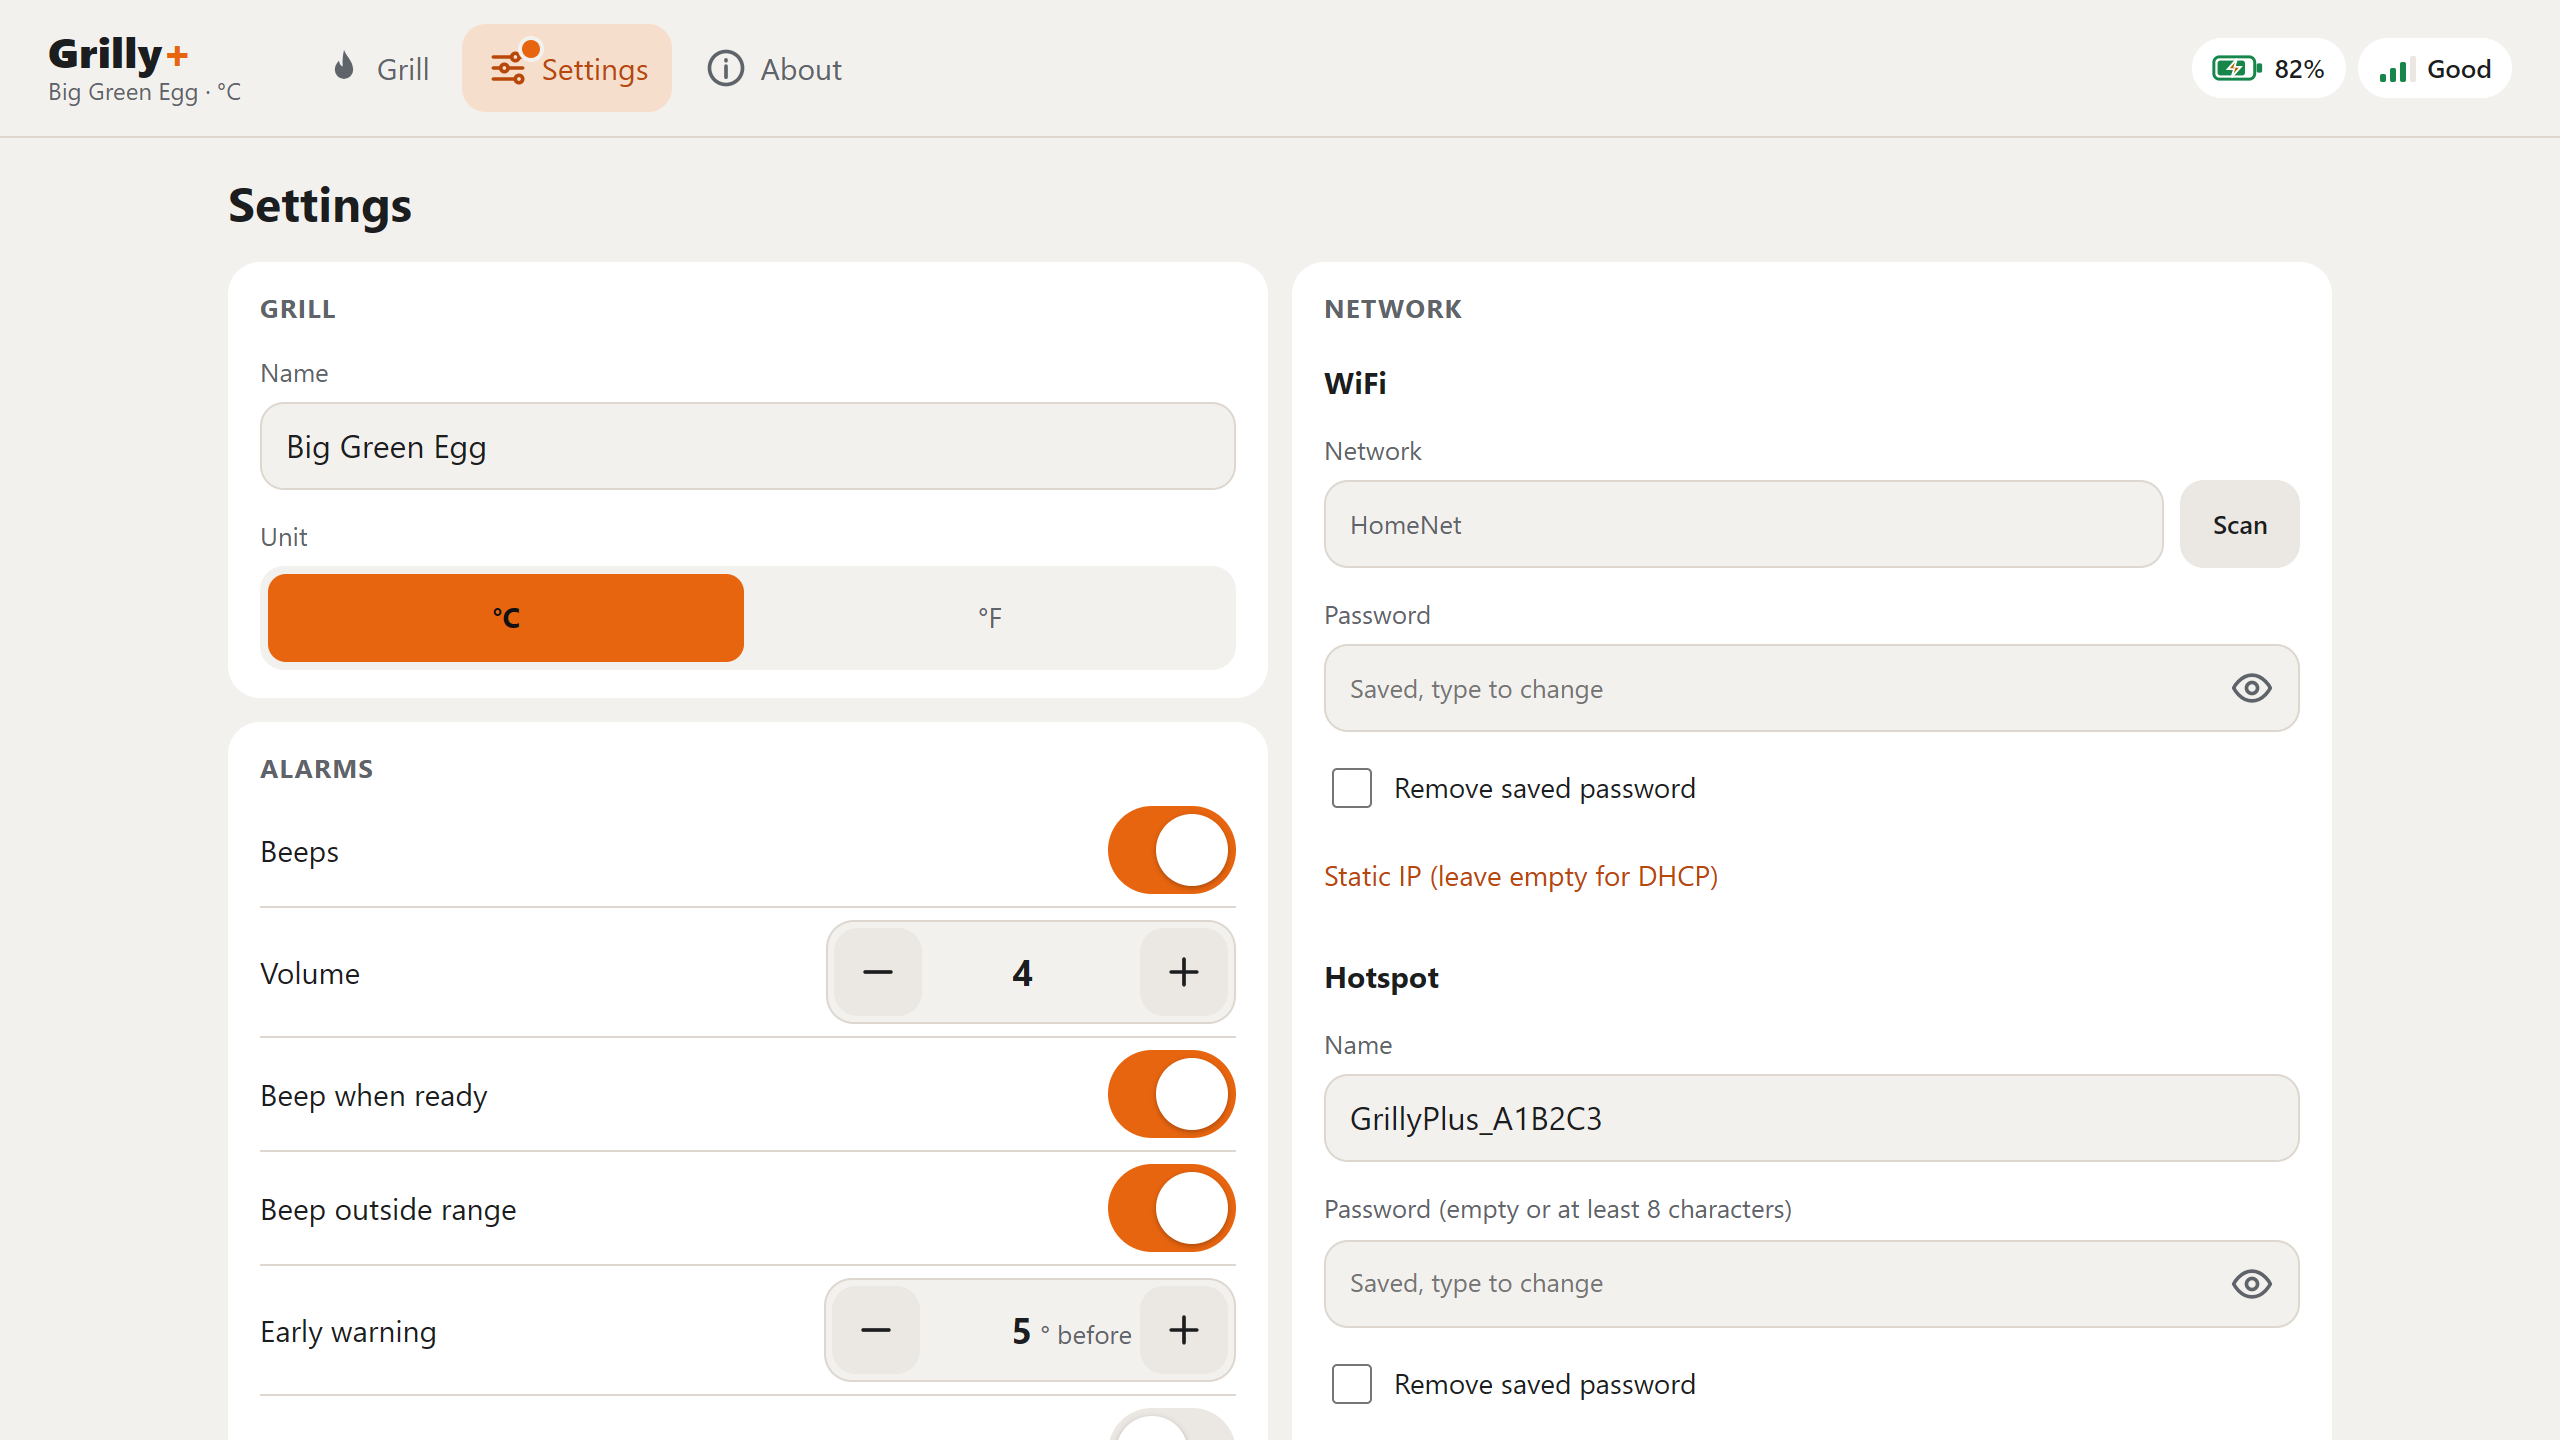 Grilly+
Big Green Egg · °C
Grill
Settings
About
82%
Good
Settings
GRILL
Name
Big Green Egg
Unit
°C
°F
ALARMS
Beeps
Volume
4
Beep when ready
Beep outside range
Early warning
5 ° before
NETWORK
WiFi
Network
HomeNet
Scan
Password
Saved, type to change
Remove saved password
Static IP (leave empty for DHCP)
Hotspot
Name
GrillyPlus_A1B2C3
Password (empty or at least 8 characters)
Saved, type to change
Remove saved password